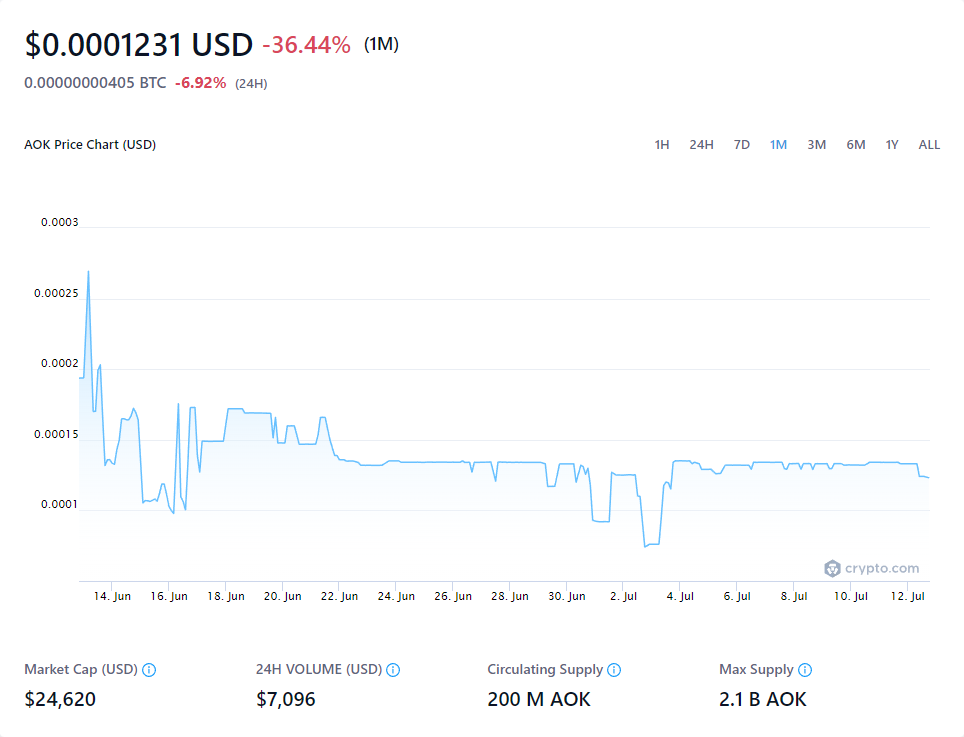 $0.0001231 USD -36.44% (1M)
0.00000000405 BTC -6.92% (24H)
AOK Price Chart (USD) 1H 24H 7D 1M 3M 6M 1Y ALL
0.0003
0.00025
0.0002
0.00015
0.0001
crypto.com
14. Jun 16. Jun 18. Jun 20. Jun 22. Jun 24. Jun 26. Jun 28. Jun 30. Jun 2. Jul 4. Jul 6. Jul 8. Jul 10. Jul 12. Jul
Market Cap (USD) 24H VOLUME (USD) Circulating Supply Max Supply
$24,620 $7,096 200 M AOK 2.1 B AOK